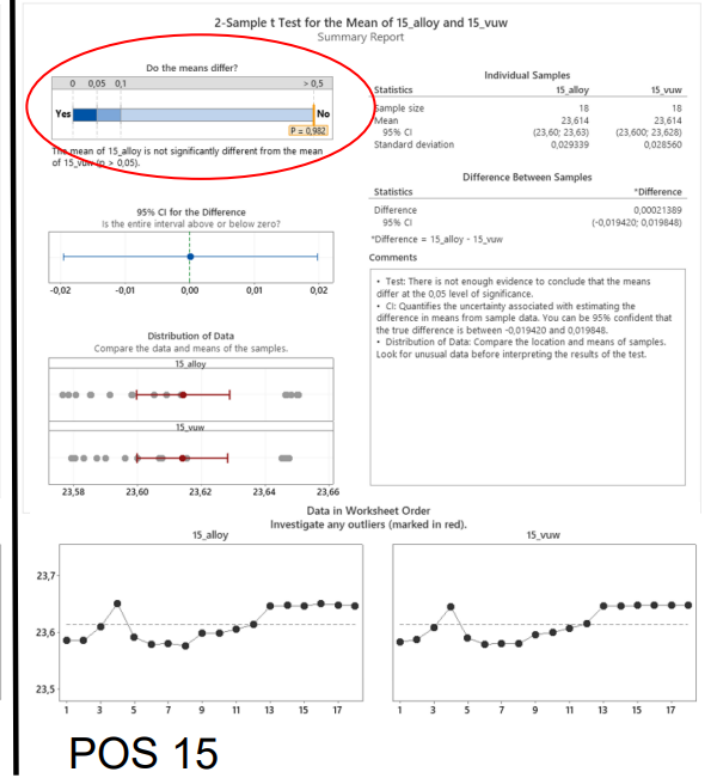 2-Sample t Test for the Mean of 15_alloy and 15_vuw
Summary Report
Do the means differ?
0 0,05 0,1 > 0,5
Yes No
P = 0,982
The mean of 15_alloy is not significantly different from the mean
of 15_vuw (p > 0,05).
Individual Samples
Statistics 15_alloy 15_vuw
Sample size 18 18
Mean 23,614 23,614
95% CI (23,60; 23,63) (23,600; 23,628)
Standard deviation 0,029339 0,028560
Difference Between Samples
Statistics *Difference
Difference 0,00021389
95% CI (-0,019420; 0,019848)
*Difference = 15_alloy - 15_vuw
95% CI for the Difference
Is the entire interval above or below zero?
-0,02 -0,01 0,00 0,01 0,02
Comments
• Test: There is not enough evidence to conclude that the means
differ at the 0,05 level of significance.
• CI: Quantifies the uncertainty associated with estimating the
difference in means from sample data. You can be 95% confident that
the true difference is between -0,019420 and 0,019848.
• Distribution of Data: Compare the location and means of samples.
Look for unusual data before interpreting the results of the test.
Distribution of Data
Compare the data and means of the samples.
15_alloy
15_vuw
23,58 23,60 23,62 23,64 23,66
Data in Worksheet Order
Investigate any outliers (marked in red).
15_alloy 15_vuw
23,7
23,6
23,5
1 3 5 7 9 11 13 15 17 1 3 5 7 9 11 13 15 17
POS 15